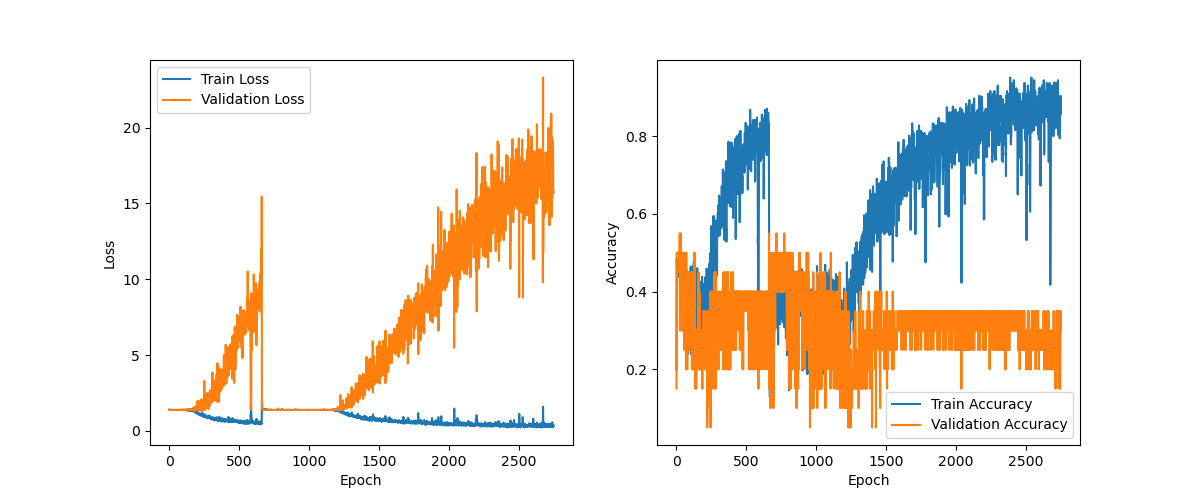 Train Loss
Validation Loss
Loss
20
15
10
5
0
0 500 1000 1500 2000 2500
Epoch
Accuracy
0.8
0.6
0.4
0.2
Train Accuracy
Validation Accuracy
0 500 1000 1500 2000 2500
Epoch